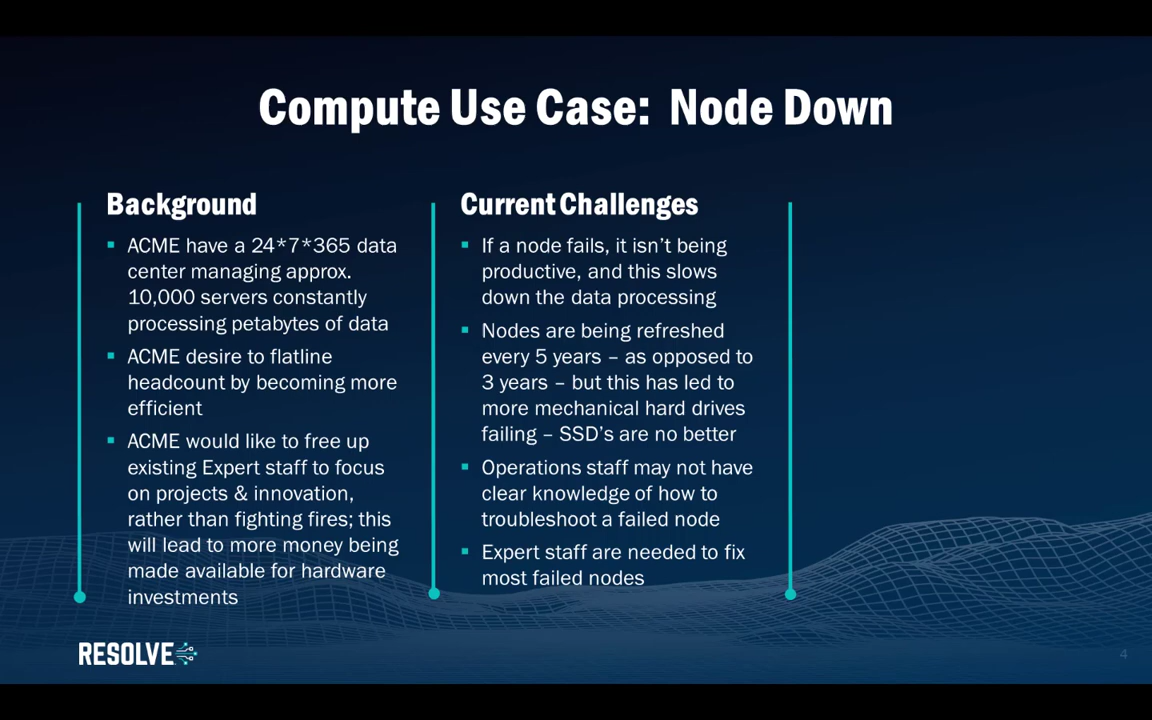 Compute Use Case: Node Down
Background
▪ ACME have a 24*7*365 data
center managing approx.
10,000 servers constantly
processing petabytes of data
▪ ACME desire to flatline
headcount by becoming more
efficient
▪ ACME would like to free up
existing Expert staff to focus
on projects & innovation,
rather than fighting fires; this
will lead to more money being
made available for hardware
investments
Current Challenges
▪ If a node fails, it isn’t being
productive, and this slows
down the data processing
▪ Nodes are being refreshed
every 5 years – as opposed to
3 years – but this has led to
more mechanical hard drives
failing – SSD’s are no better
▪ Operations staff may not have
clear knowledge of how to
troubleshoot a failed node
▪ Expert staff are needed to fix
most failed nodes
RESOLVE
4